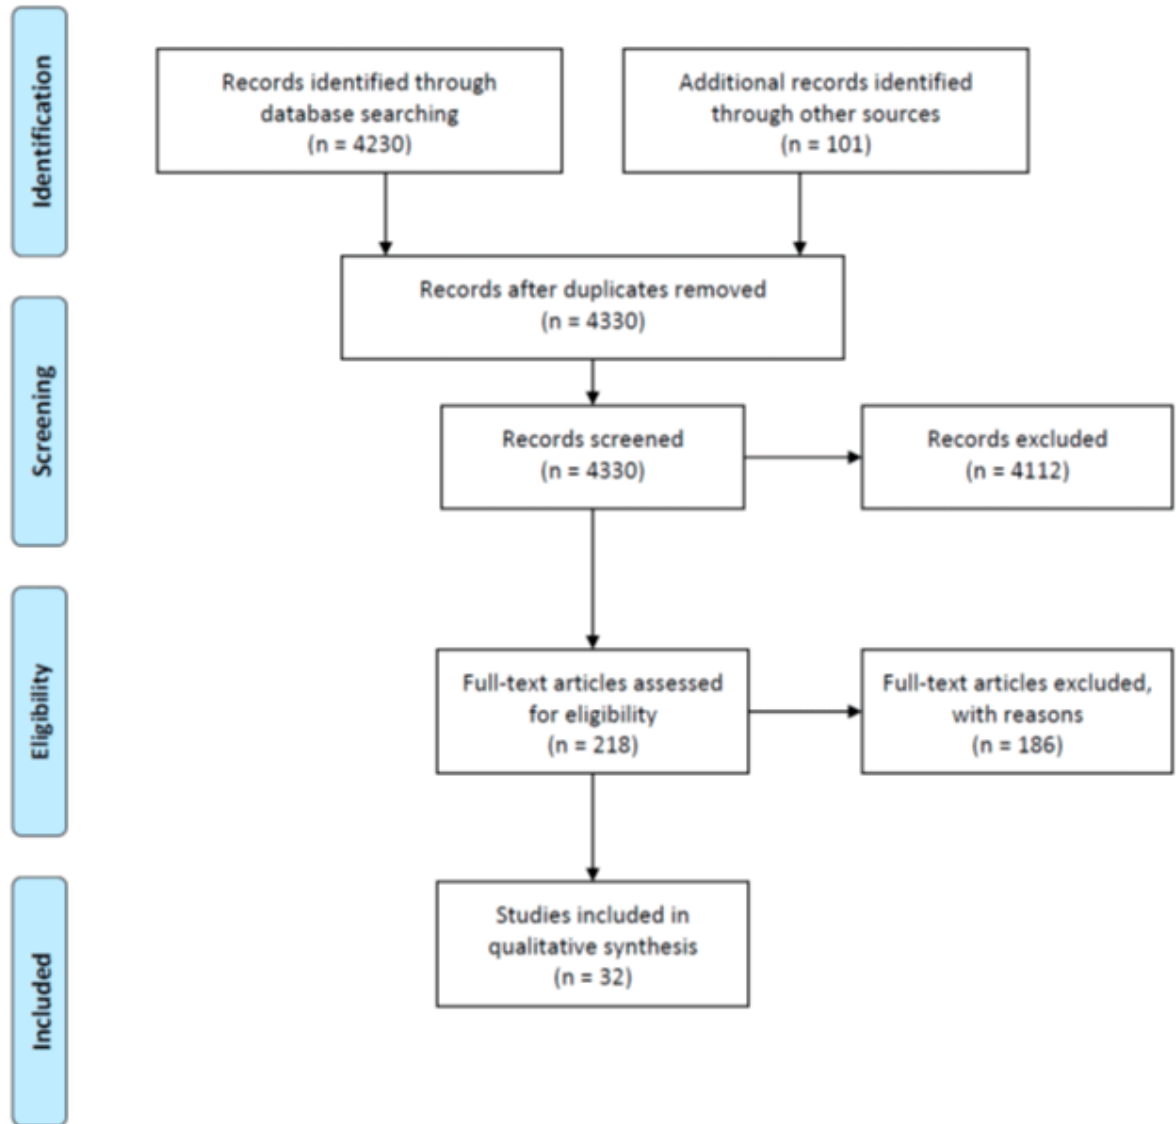 Identification
Records identified through
database searching
(n = 4230)
Additional records identified
through other sources
(n = 101)
Records after duplicates removed
(n = 4330)
Screening
Records screened
(n = 4330)
Records excluded
(n = 4112)
Eligibility
Full-text articles assessed
for eligibility
(n = 218)
Full-text articles excluded,
with reasons
(n = 186)
Included
Studies included in
qualitative synthesis
(n = 32)